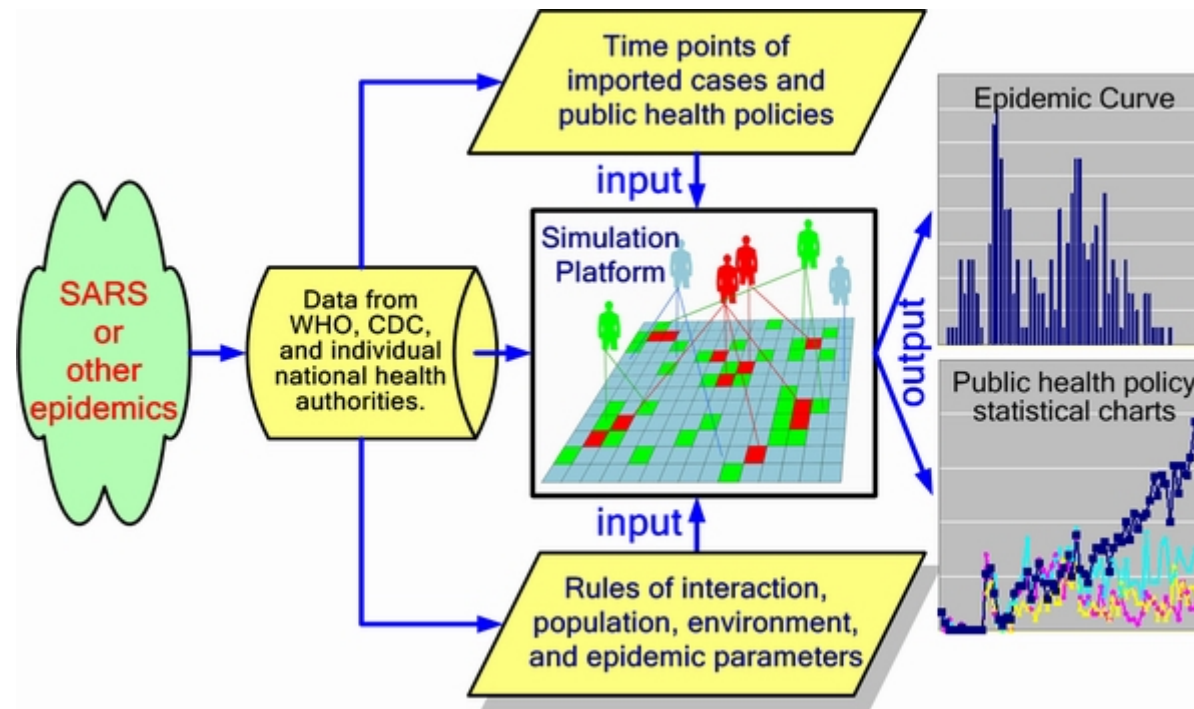 SARS
or
other
epidemics
Data from
WHO, CDC,
and individual
national health
authorities.
Time points of
imported cases and
public health policies
input
Simulation
Platform
input
Rules of interaction,
population, environment,
and epidemic parameters
output
Epidemic Curve
Public health policy
statistical charts